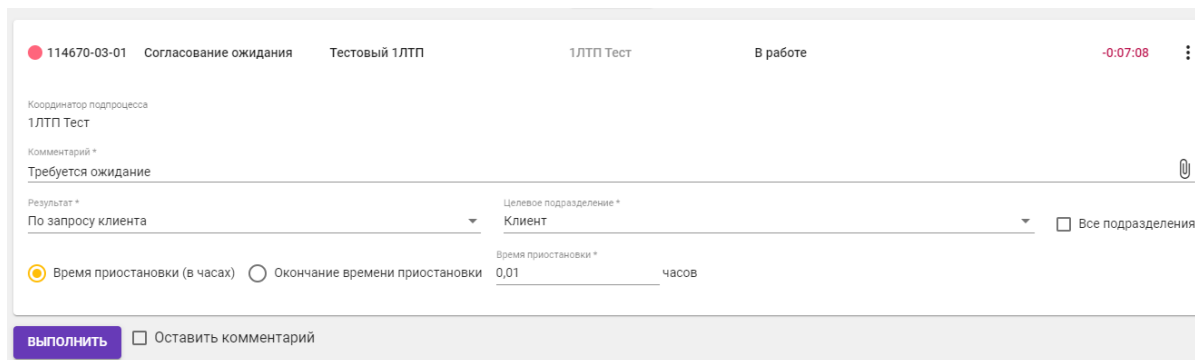 114670-03-01 Согласование ожидания Тестовый 1ЛТП 1ЛТП Тест В работе -0:07:08
Координатор подпроцесса
1ЛТП Тест
Комментарий *
Требуется ожидание
Результат * Целевое подразделение *
По запросу клиента Клиент Все подразделения
Время приостановки *
Время приостановки (в часах) Окончание времени приостановки 0,01 часов
ВЫПОЛНИТЬ Оставить комментарий